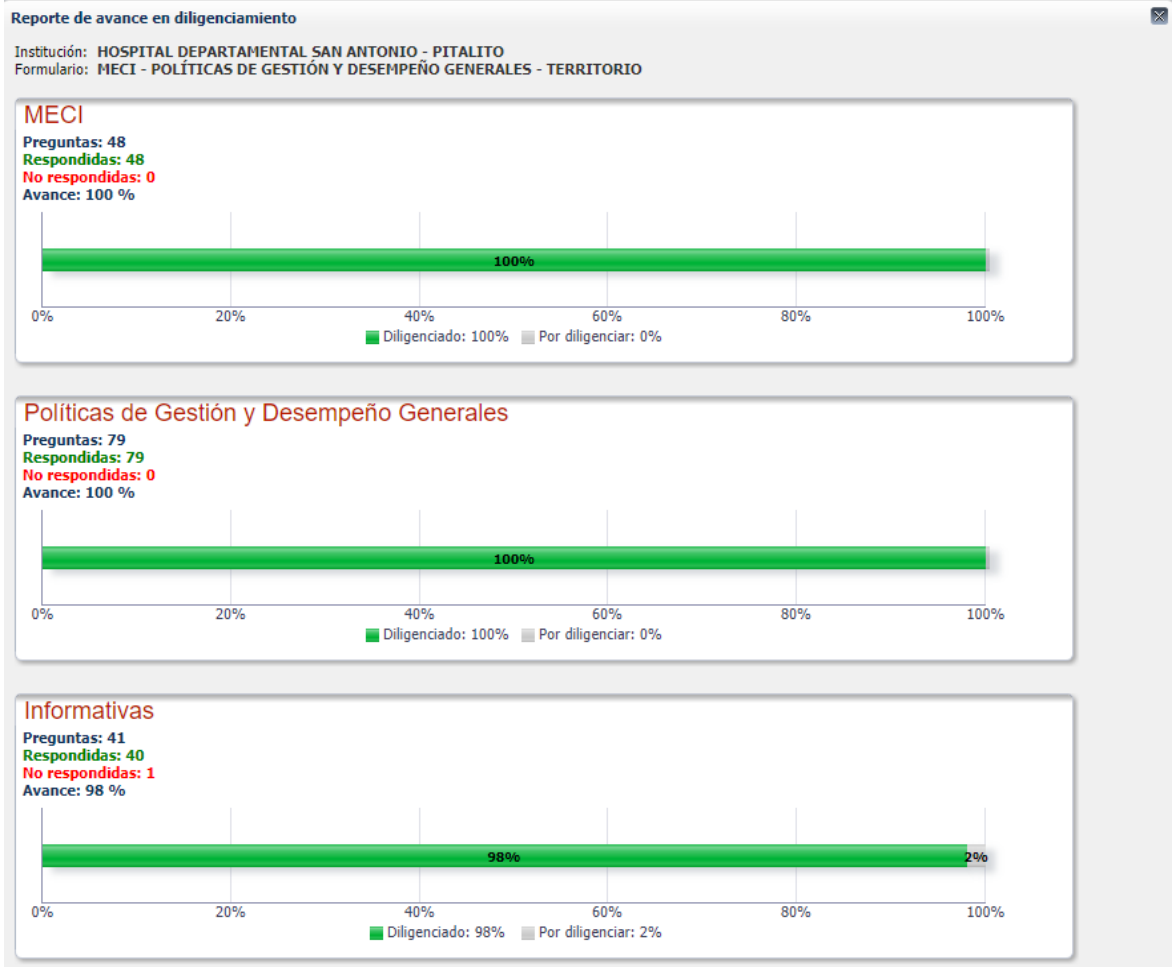 Reporte de avance en diligenciamiento
Institución: HOSPITAL DEPARTAMENTAL SAN ANTONIO - PITALITO
Formulario: MECI - POLÍTICAS DE GESTIÓN Y DESEMPEÑO GENERALES - TERRITORIO
MECI
Preguntas: 48
Respondidas: 48
No respondidas: 0
Avance: 100 %
100%
0% 20% 40% 60% 80% 100%
Diligenciado: 100% Por diligenciar: 0%
Políticas de Gestión y Desempeño Generales
Preguntas: 79
Respondidas: 79
No respondidas: 0
Avance: 100 %
100%
0% 20% 40% 60% 80% 100%
Diligenciado: 100% Por diligenciar: 0%
Informativas
Preguntas: 41
Respondidas: 40
No respondidas: 1
Avance: 98 %
98% 2%
0% 20% 40% 60% 80% 100%
Diligenciado: 98% Por diligenciar: 2%